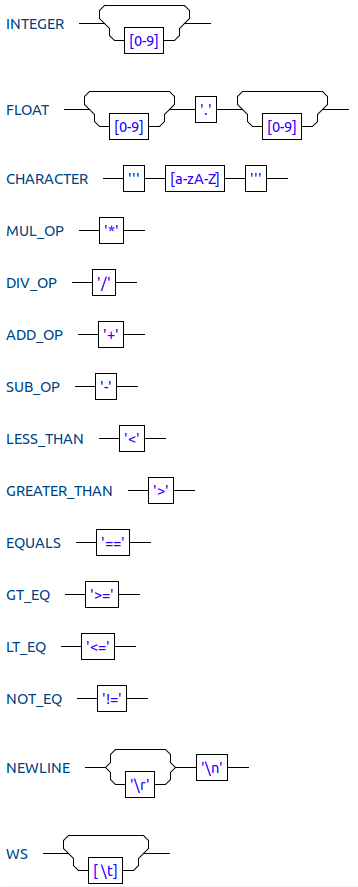 INTEGER [0-9]
FLOAT [0-9] '.' [0-9]
CHARACTER ''' [a-zA-Z] '''
MUL_OP '*'
DIV_OP '/'
ADD_OP '+'
SUB_OP '-'
LESS_THAN '<'
GREATER_THAN '>'
EQUALS '=='
GT_EQ '>='
LT_EQ '<='
NOT_EQ '!='
NEWLINE '\r' '\n'
WS [ \t]